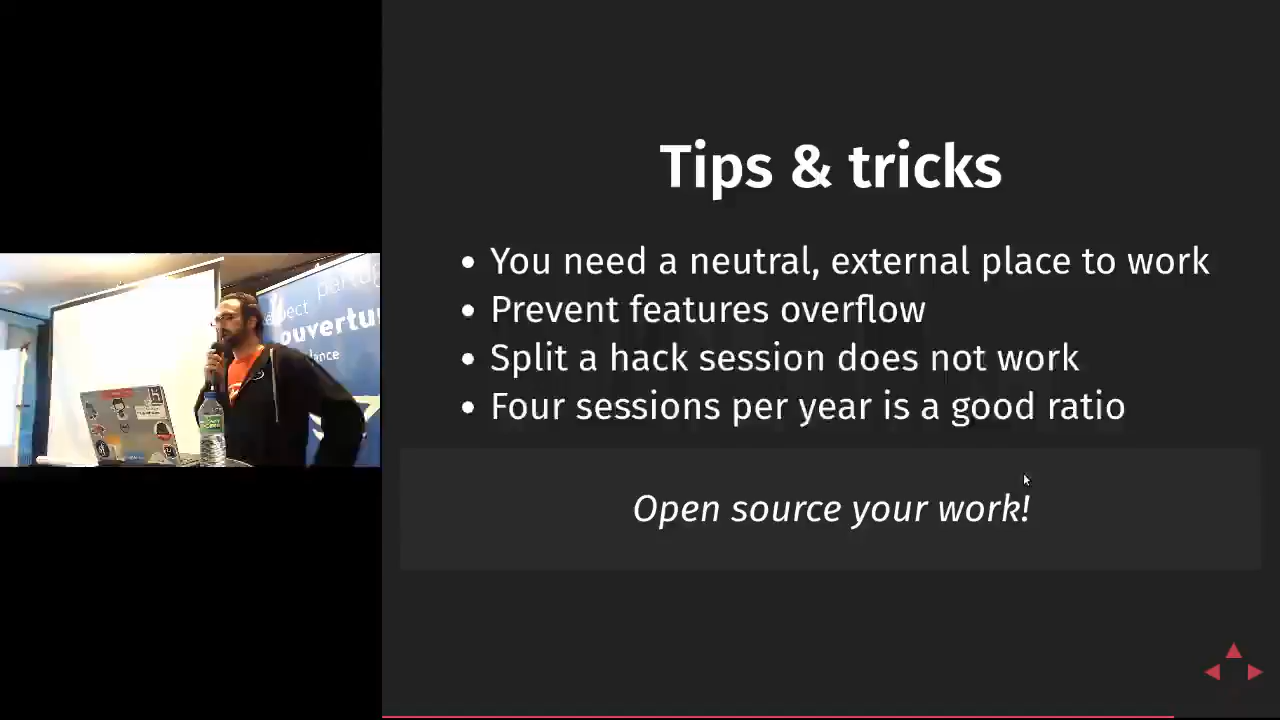 Tips & tricks
You need a neutral, external place to work
Prevent features overflow
Split a hack session does not work
Four sessions per year is a good ratio
Open source your work!